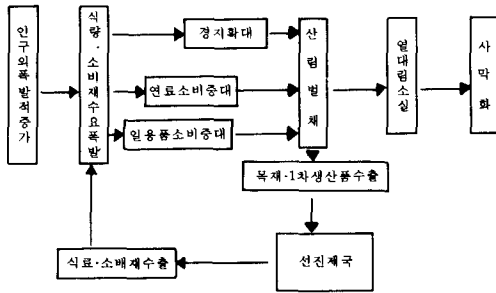 인구의폭발적증가
식량·소비재수요폭발
경지확대
연료소비증대
일용품소비증대
산림벌채
열대림소실
사막화
목재·1차생산품수출
선진제국
식료·소배재수출